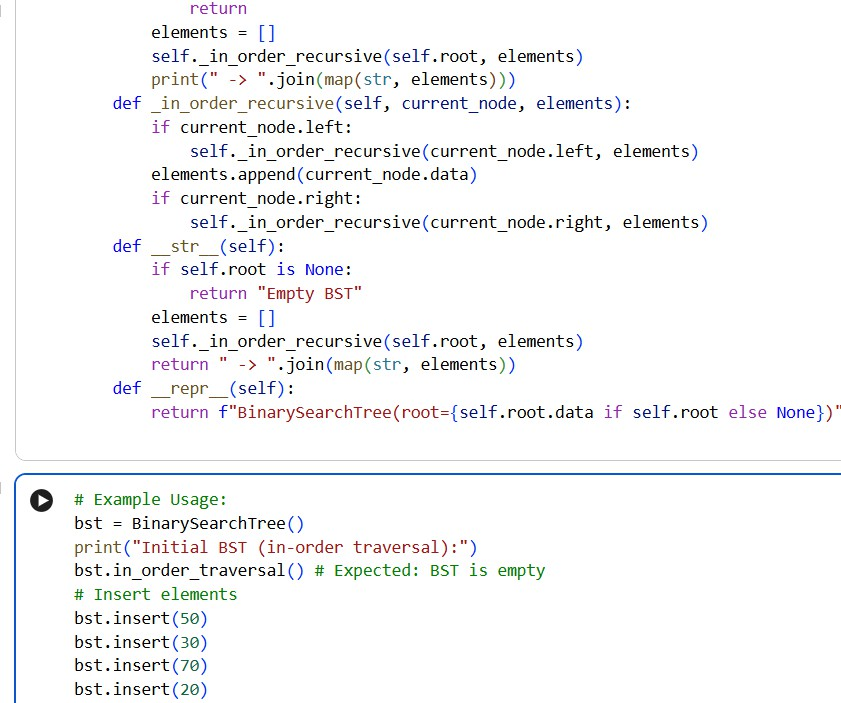 return
        elements = []
        self._in_order_recursive(self.root, elements)
        print(" -> ".join(map(str, elements)))
    def _in_order_recursive(self, current_node, elements):
        if current_node.left:
            self._in_order_recursive(current_node.left, elements)
        elements.append(current_node.data)
        if current_node.right:
            self._in_order_recursive(current_node.right, elements)
    def __str__(self):
        if self.root is None:
            return "Empty BST"
        elements = []
        self._in_order_recursive(self.root, elements)
        return " -> ".join(map(str, elements))
    def __repr__(self):
        return f"BinarySearchTree(root={self.root.data if self.root else None})"
# Example Usage:
bst = BinarySearchTree()
print("Initial BST (in-order traversal):")
bst.in_order_traversal() # Expected: BST is empty
# Insert elements
bst.insert(50)
bst.insert(30)
bst.insert(70)
bst.insert(20)